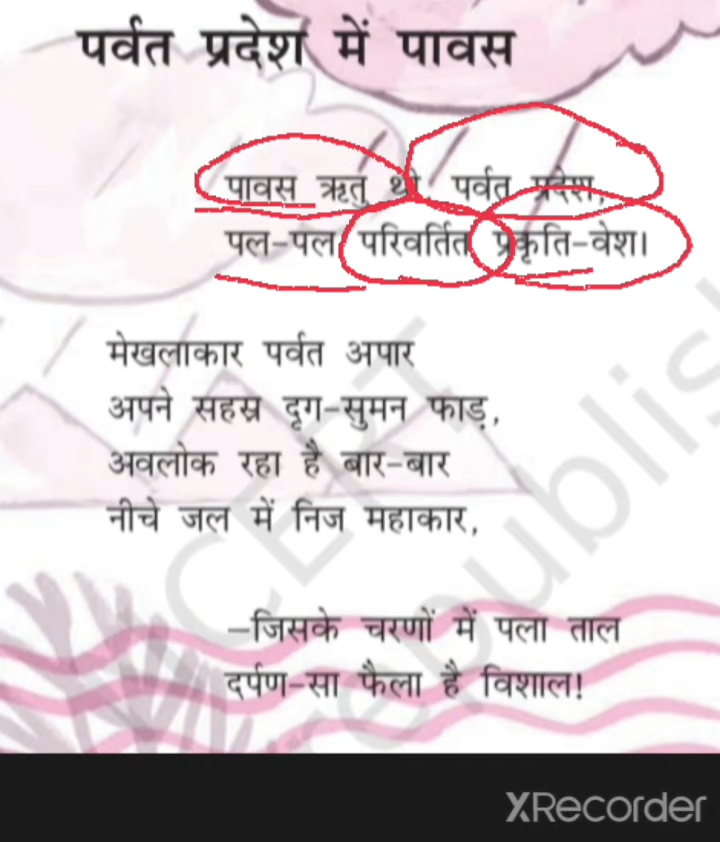 पर्वत प्रदेश में पावस
पावस ऋतु थी, पर्वत प्रदेश,
पल-पल परिवर्तित प्रकृति-वेश।
मेखलाकार पर्वत अपार
अपने सहस्र दृग-सुमन फाड़,
अवलोक रहा है बार-बार
नीचे जल में निज महाकार,
–जिसके चरणों में पला ताल
दर्पण-सा फैला है विशाल!
XRecorder